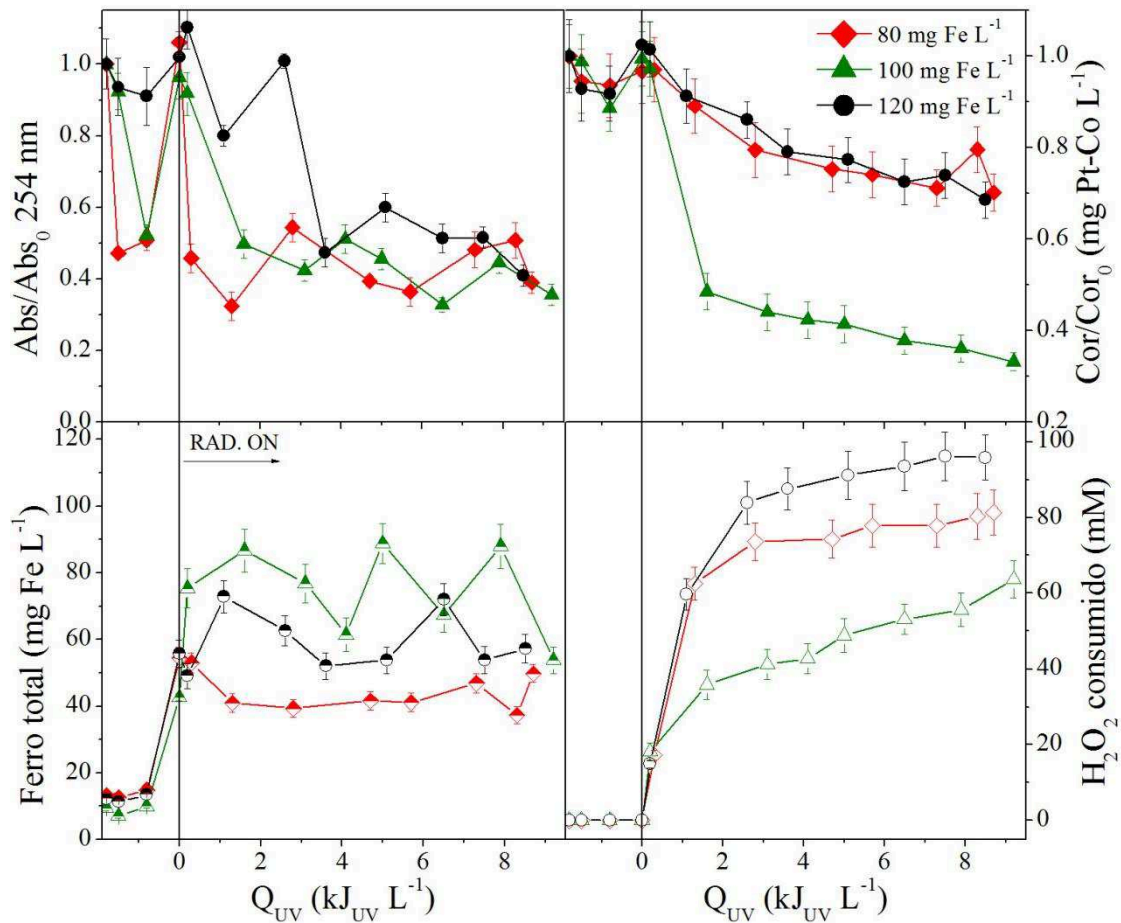 80 mg Fe L⁻¹
100 mg Fe L⁻¹
120 mg Fe L⁻¹
Abs/Abs₀ 254 nm
1.0
0.8
0.6
0.4
0.2
0.0
Cor/Cor₀ (mg Pt-Co L⁻¹)
1.0
0.8
0.6
0.4
0.2
RAD. ON
Ferro total (mg Fe L⁻¹)
120
100
80
60
40
20
0
H₂O₂ consumido (mM)
100
80
60
40
20
0
0 2 4 6 8
0 2 4 6 8
Q_UV (kJ_UV L⁻¹)
Q_UV (kJ_UV L⁻¹)